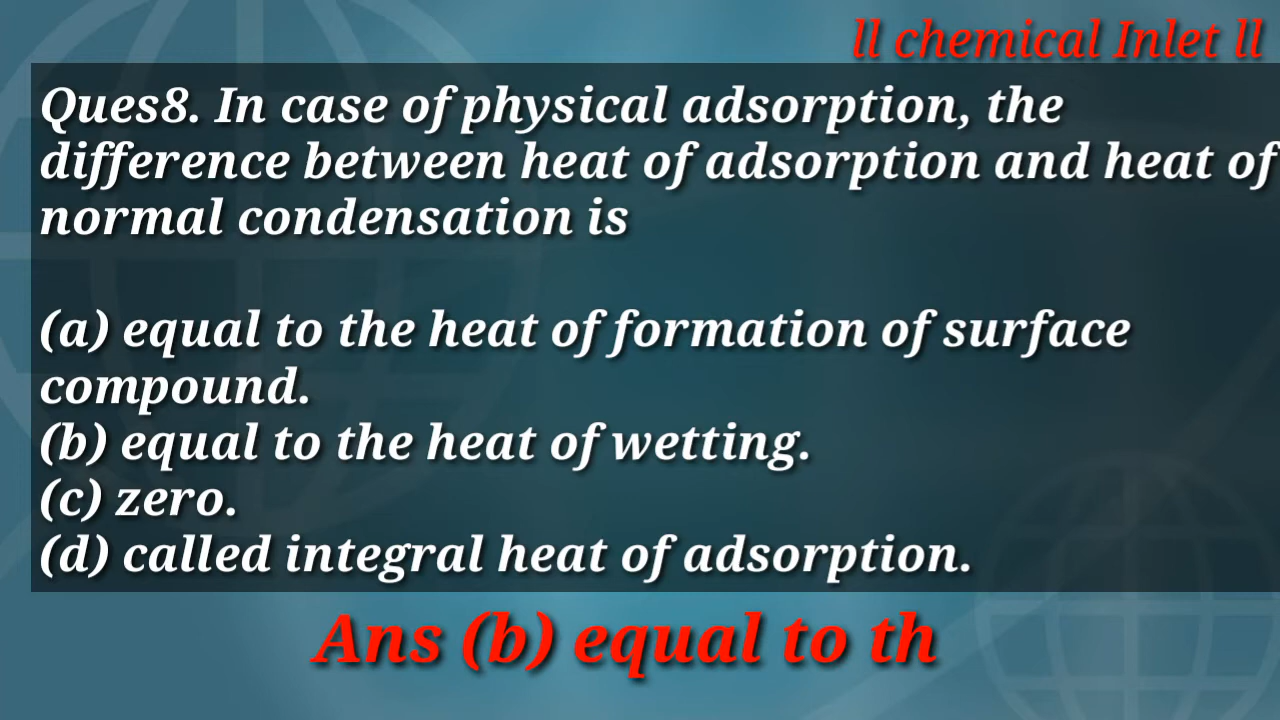 ll chemical Inlet ll
Ques8. In case of physical adsorption, the
difference between heat of adsorption and heat of
normal condensation is
(a) equal to the heat of formation of surface
compound.
(b) equal to the heat of wetting.
(c) zero.
(d) called integral heat of adsorption.
Ans (b) equal to th